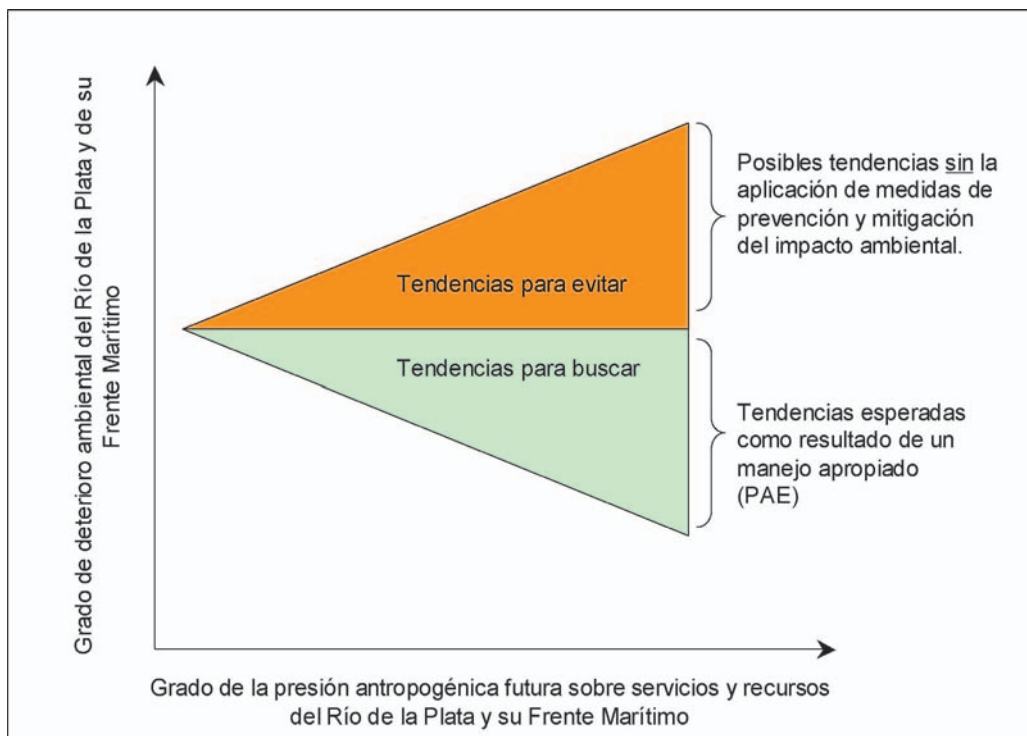 Grado de deterioro ambiental del Río de la Plata y de su
Frente Marítimo
Tendencias para evitar
Tendencias para buscar
Posibles tendencias sin la
aplicación de medidas de
prevención y mitigación
del impacto ambiental.
Tendencias esperadas
como resultado de un
manejo apropiado
(PAE)
Grado de la presión antropogénica futura sobre servicios y recursos
del Río de la Plata y su Frente Marítimo